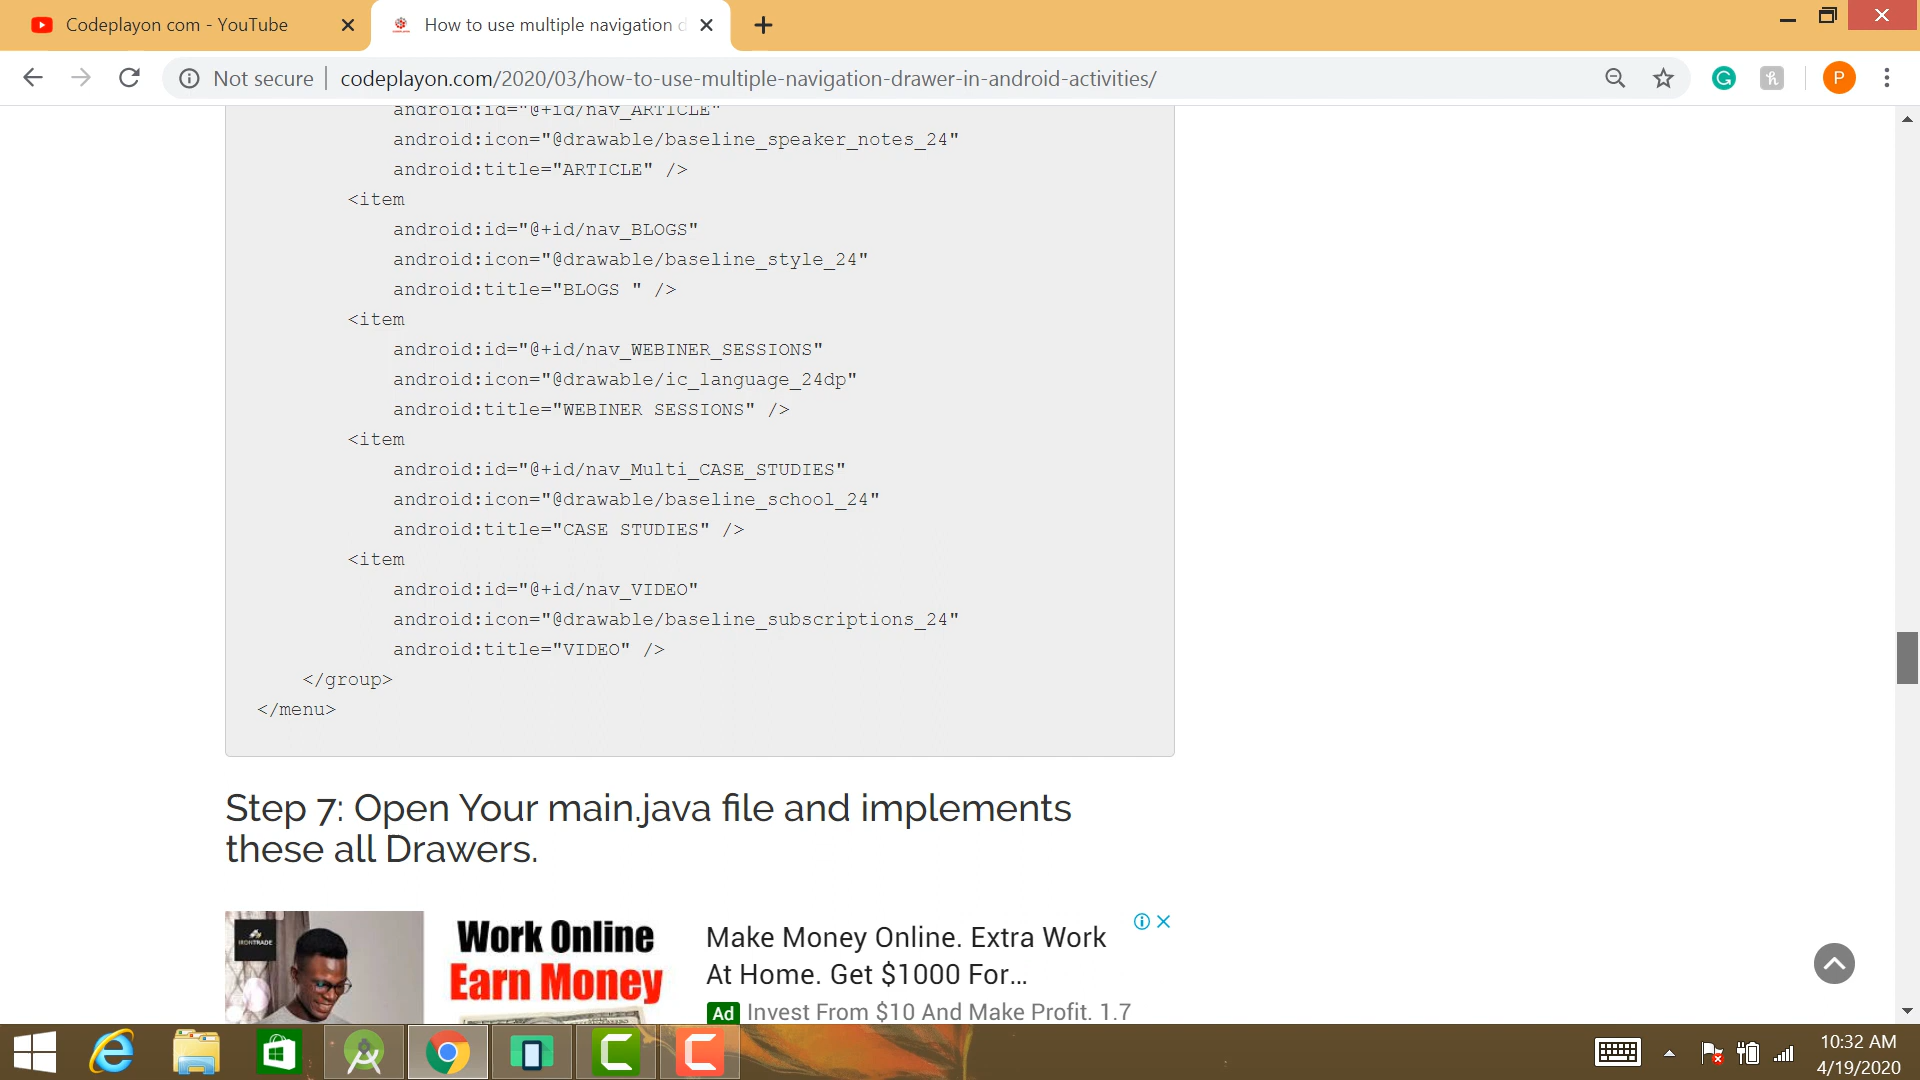 Codeplayon com - YouTube
How to use multiple navigation d
Not secure
codeplayon.com/2020/03/how-to-use-multiple-navigation-drawer-in-android-activities/
P
android:id="@+id/nav_ARTICLE"
android:icon="@drawable/baseline_speaker_notes_24"
android:title="ARTICLE" />
<item
android:id="@+id/nav_BLOGS"
android:icon="@drawable/baseline_style_24"
android:title="BLOGS " />
<item
android:id="@+id/nav_WEBINER_SESSIONS"
android:icon="@drawable/ic_language_24dp"
android:title="WEBINER SESSIONS" />
<item
android:id="@+id/nav_Multi_CASE_STUDIES"
android:icon="@drawable/baseline_school_24"
android:title="CASE STUDIES" />
<item
android:id="@+id/nav_VIDEO"
android:icon="@drawable/baseline_subscriptions_24"
android:title="VIDEO" />
</group>
</menu>
Step 7: Open Your main.java file and implements
these all Drawers.
IRONTRADE
Work Online
Earn Money
Make Money Online. Extra Work
At Home. Get $1000 For...
Ad Invest From $10 And Make Profit. 1.7
10:32 AM
4/19/2020